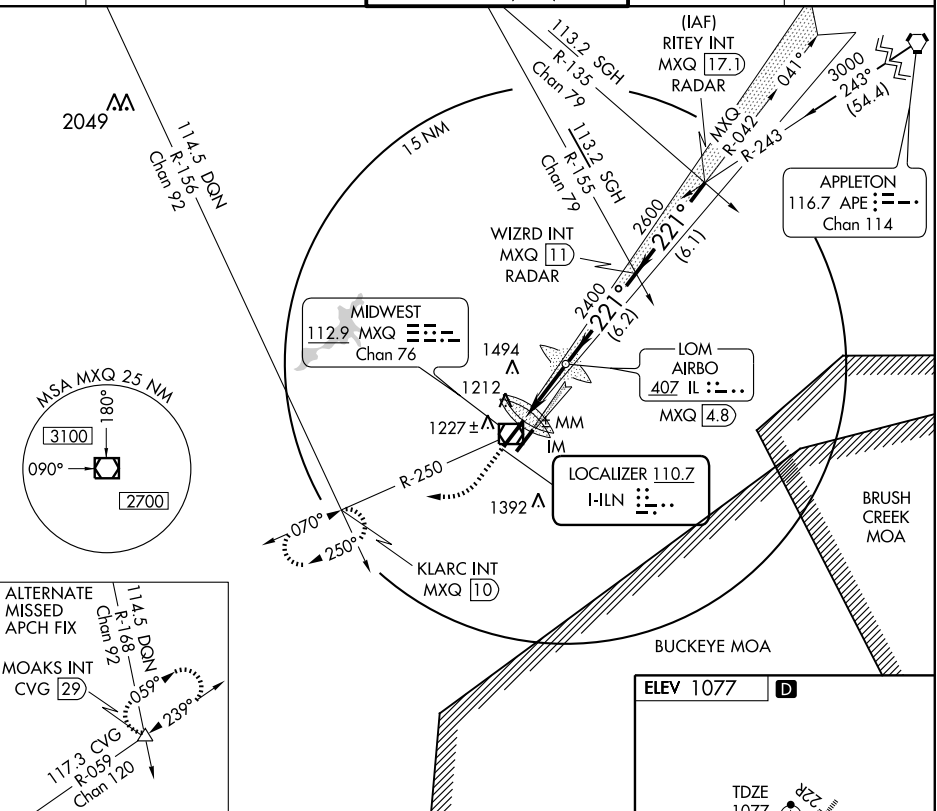 (IAF)
RITEY INT
MXQ 17.1
RADAR
113.2 SGH
R-135
Chan 79
041°
MXQ
R-042
R-243
3000
243°
(54.4)
2049
114.5 DQN
R-156
Chan 92
15 NM
113.2 SGH
R-155
Chan 79
APPLETON
116.7 APE
Chan 114
2600
221°
(6.1)
WIZRD INT
MXQ 11
RADAR
2400
221°
(6.2)
MIDWEST
112.9 MXQ
Chan 76
1494
LOM
AIRBO
407 IL
MXQ 4.8
1212
1227±
MM
IM
MSA MXQ 25 NM
180°
3100
090°
2700
R-250
LOCALIZER 110.7
I-ILN
1392
BRUSH
CREEK
MOA
070°
250°
KLARC INT
MXQ 10
ALTERNATE
MISSED
APCH FIX
114.5 DQN
R-168
Chan 92
MOAKS INT
CVG 29
059°
239°
117.3 CVG
R-059
Chan 120
BUCKEYE MOA
ELEV 1077 D
TDZE
1077
22R